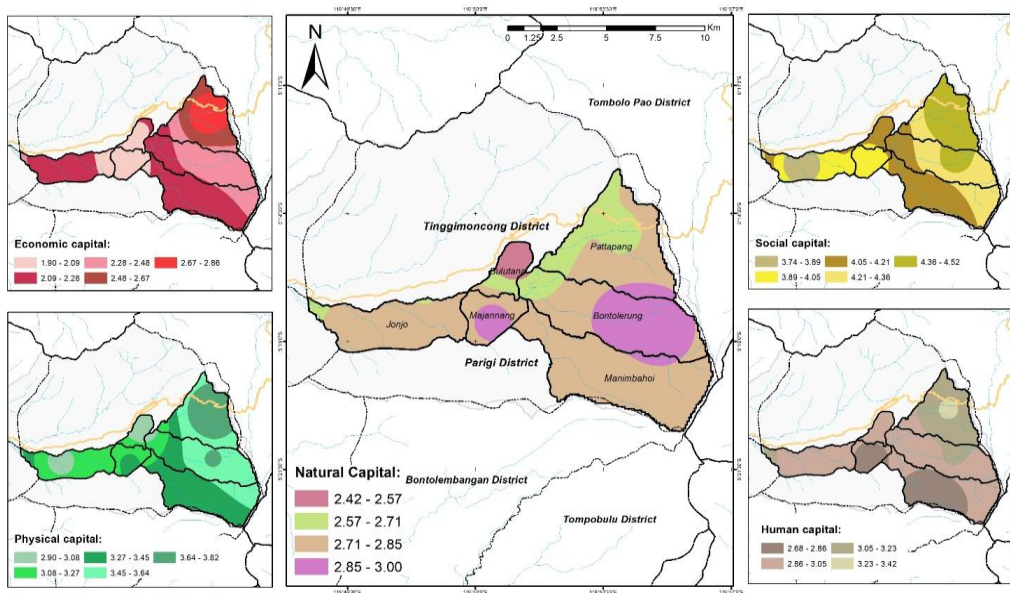 Economic capital:
1.90 - 2.09
2.28 - 2.48
2.67 - 2.86
2.09 - 2.28
2.48 - 2.67
Physical capital:
2.90 - 3.08
3.27 - 3.45
3.64 - 3.82
3.08 - 3.27
3.45 - 3.64
N
Km
0
1.25
2.5
5
7.5
10
Tombolo Pao District
Tinggimoncong District
Pattapang
Bulutana
Majannang
Bontolerung
Jonjo
Parigi District
Manimbahoi
Bontolembangan District
Tompobulu District
Natural Capital:
2.42 - 2.57
2.57 - 2.71
2.71 - 2.85
2.85 - 3.00
Social capital:
3.74 - 3.89
4.05 - 4.21
4.36 - 4.52
3.89 - 4.05
4.21 - 4.36
Human capital:
2.68 - 2.86
3.05 - 3.23
2.86 - 3.05
3.23 - 3.42